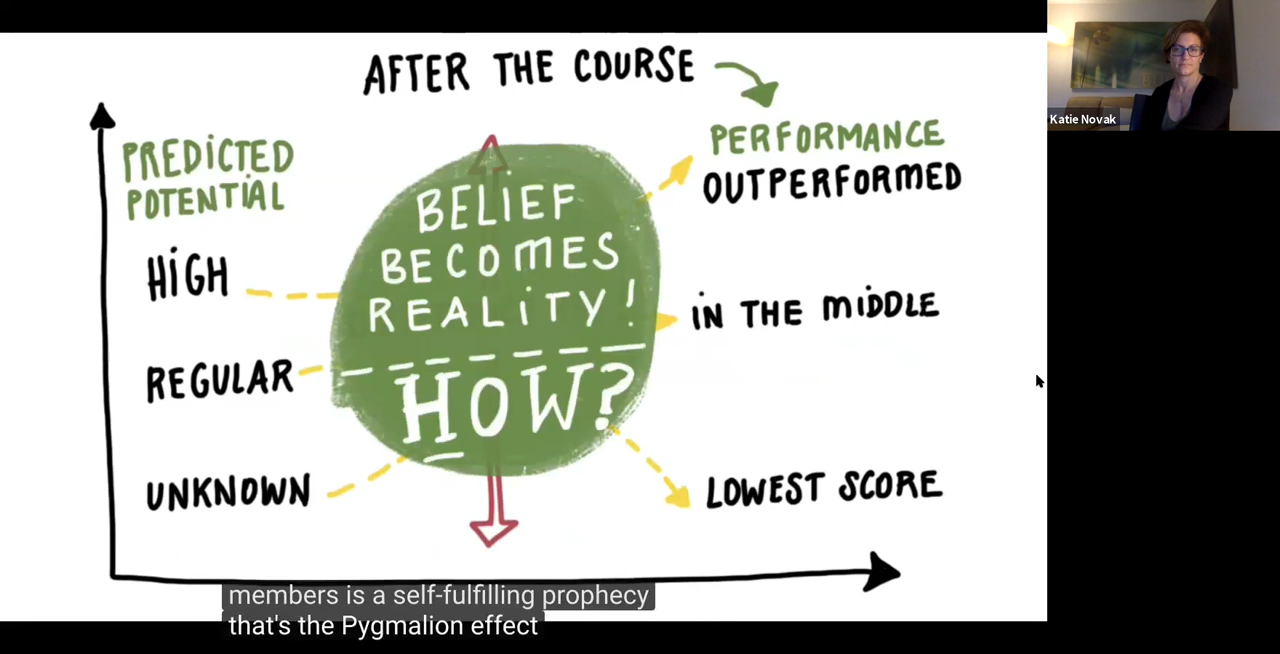 AFTER THE COURSE
PREDICTED
POTENTIAL
HIGH
REGULAR
UNKNOWN
BELIEF
BECOMES
REALITY!
HOW?
PERFORMANCE
OUTPERFORMED
IN THE MIDDLE
LOWEST SCORE
members is a self-fulfilling prophecy
that's the Pygmalion effect
Katie Novak